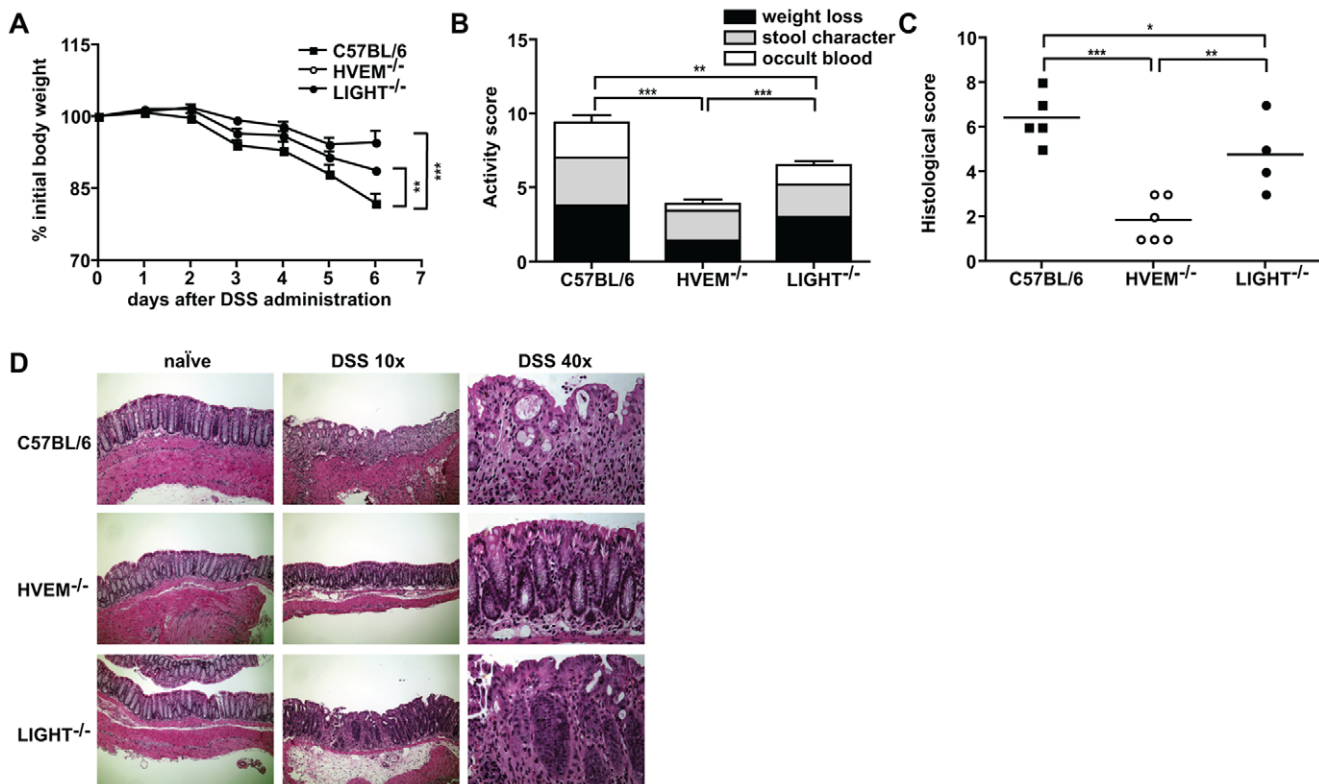 A
115
100
85
70
% initial body weight
C57BL/6
HVEM-/-
LIGHT-/-
**
***
0 1 2 3 4 5 6 7
days after DSS administration
B
weight loss
stool character
occult blood
15
10
5
0
Activity score
**
*** ***
C57BL/6 HVEM-/- LIGHT-/-
C
10
8
6
4
2
0
Histological score
*
*** **
C57BL/6 HVEM-/- LIGHT-/-
D
naÏve DSS 10x DSS 40x
C57BL/6
HVEM-/-
LIGHT-/-